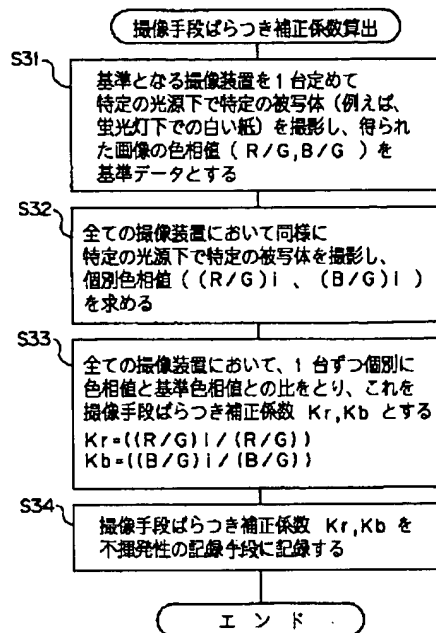 撮像手段ばらつき補正係数算出
S31
基準となる撮像装置を1台定めて
特定の光源下で特定の被写体(例えば、
蛍光灯下での白い紙)を撮影し、得られ
た画像の色相値(R/G,B/G)を
基準データとする
S32
全ての撮像装置において同様に
特定の光源下で特定の被写体を撮影し、
個別色相値((R/G)i、(B/G)i)
を求める
S33
全ての撮像装置において、1台ずつ個別に
色相値と基準色相値との比をとり、これを
撮像手段ばらつき補正係数 Kr,Kbとする
Kr=((R/G)i/(R/G))
Kb=((B/G)i/(B/G))
S34
撮像手段ばらつき補正係数 Kr,Kbを
不揮発性の記録手段に記録する
エンド